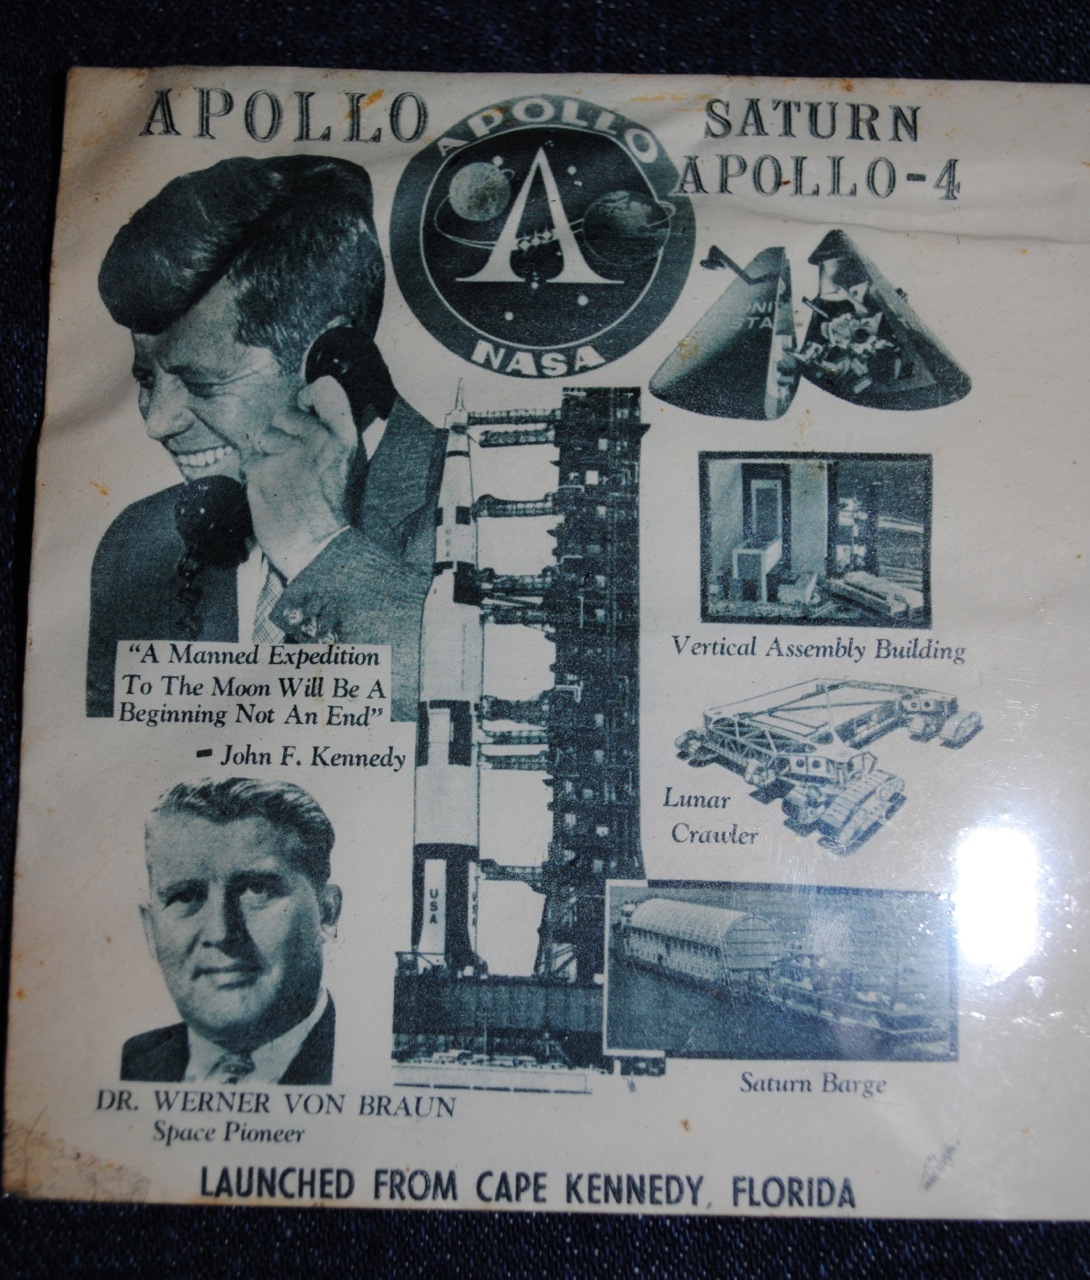 APOLLO
APOLLO
NASA
SATURN
APOLLO-4
UNI
STA
"A Manned Expedition
To The Moon Will Be A
Beginning Not An End"
- John F. Kennedy
USA
Vertical Assembly Building
Lunar
Crawler
Saturn Barge
DR. WERNER VON BRAUN
Space Pioneer
LAUNCHED FROM CAPE KENNEDY, FLORIDA